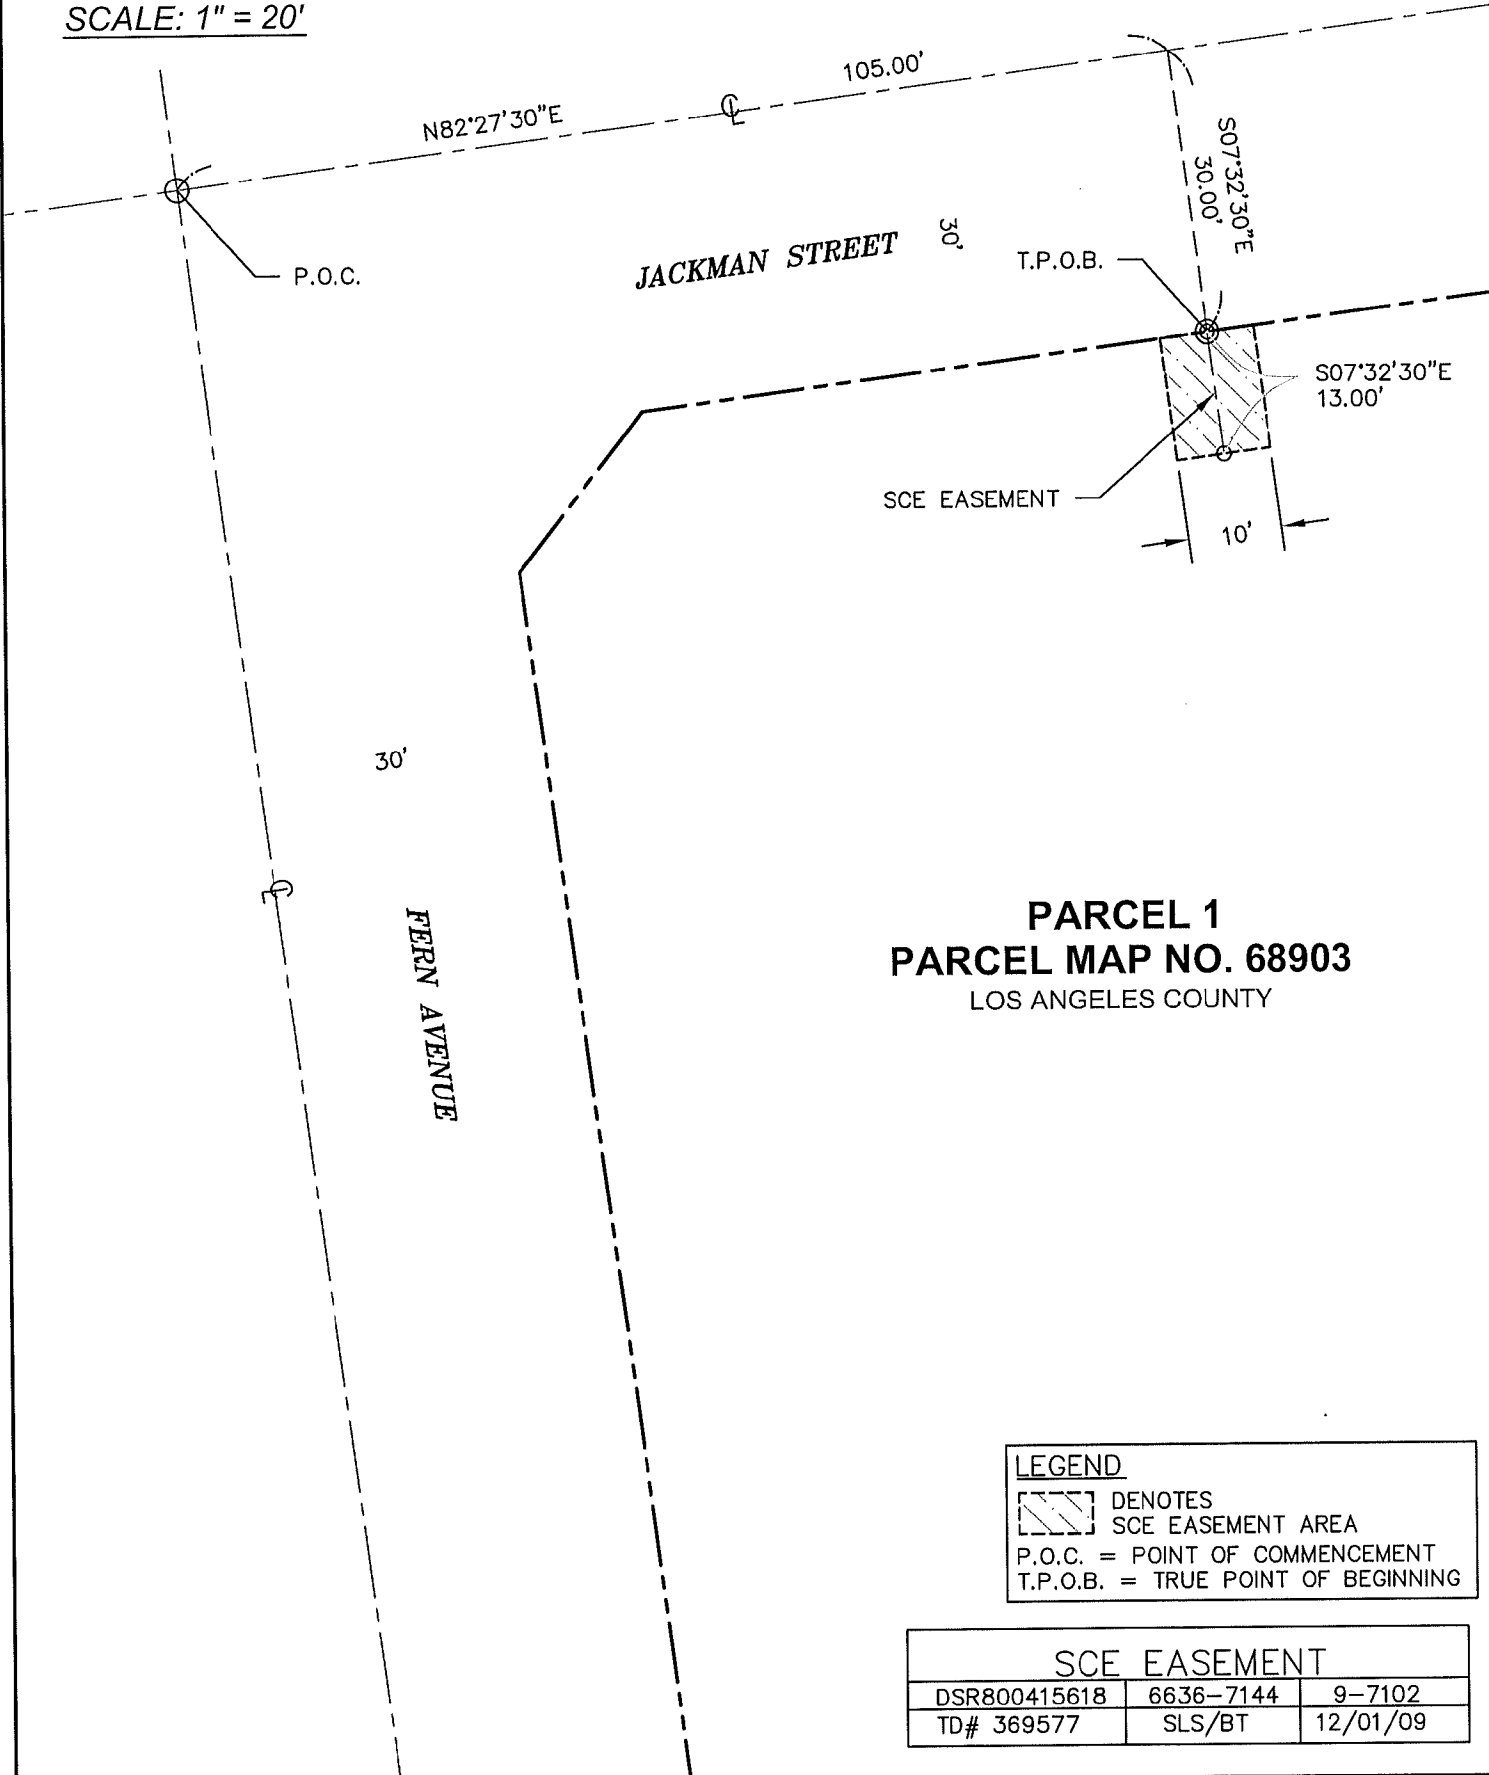 SCALE: 1" = 20'
105.00'
N82°27'30"E
℄
S07°32'30"E
30.00'
JACKMAN STREET
30'
T.P.O.B.
P.O.C.
S07°32'30"E
13.00'
SCE EASEMENT
10'
30'
℄
FERN AVENUE
PARCEL 1
PARCEL MAP NO. 68903
LOS ANGELES COUNTY
LEGEND
DENOTES
SCE EASEMENT AREA
P.O.C. = POINT OF COMMENCEMENT
T.P.O.B. = TRUE POINT OF BEGINNING
SCE EASEMENT
DSR800415618 6636-7144 9-7102
TD# 369577 SLS/BT 12/01/09